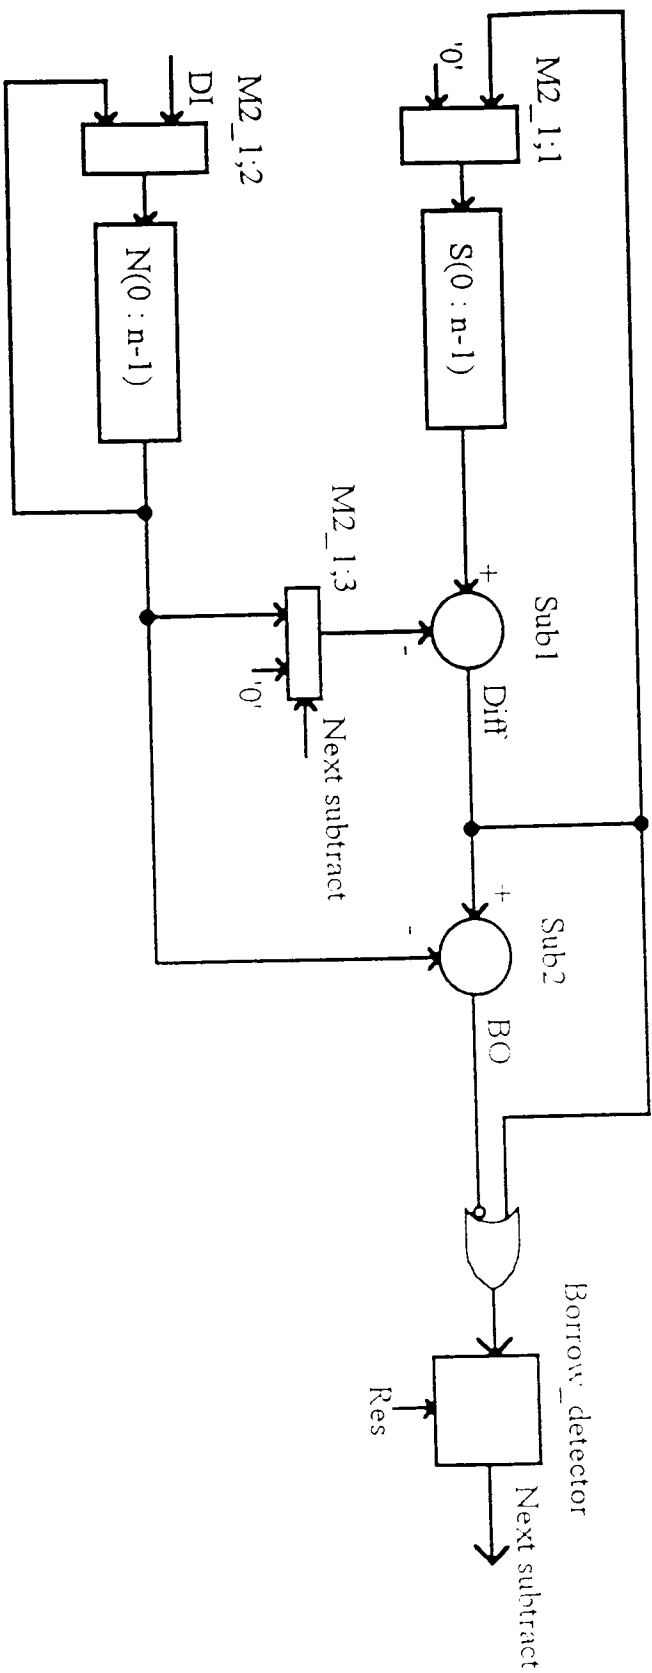 M2_1;1
'0'
S(0 : n-1)
+
Sub1
-
Diff
+
Sub2
-
BO
Borrow_detector
Res
Next subtract
M2_1;3
'0'
Next subtract
M2_1;2
DI
N(0 : n-1)